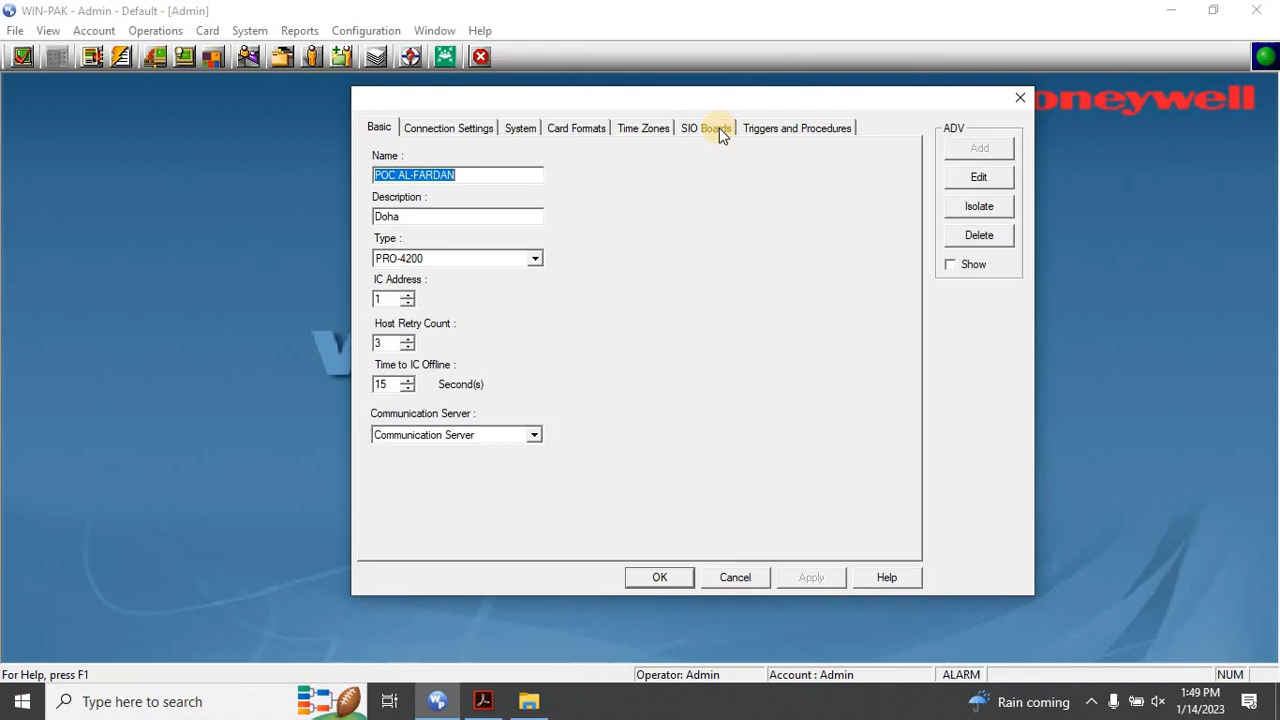 WIN-PAK - Admin - Default - [Admin]
File View Account Operations Card System Reports Configuration Window Help
oneywell
Basic Connection Settings System Card Formats Time Zones SIO Boards Triggers and Procedures
ADV
Name :
Add
POC AL-FARDAN
Edit
Description :
Isolate
Doha
Delete
Type :
PRO-4200
Show
IC Address :
1
Host Retry Count :
3
Time to IC Offline :
15 Second(s)
Communication Server :
Communication Server
OK Cancel Apply Help
For Help, press F1 Operator: Admin Account : Admin ALARM NUM
Type here to search
Rain coming
1:49 PM
1/14/2023